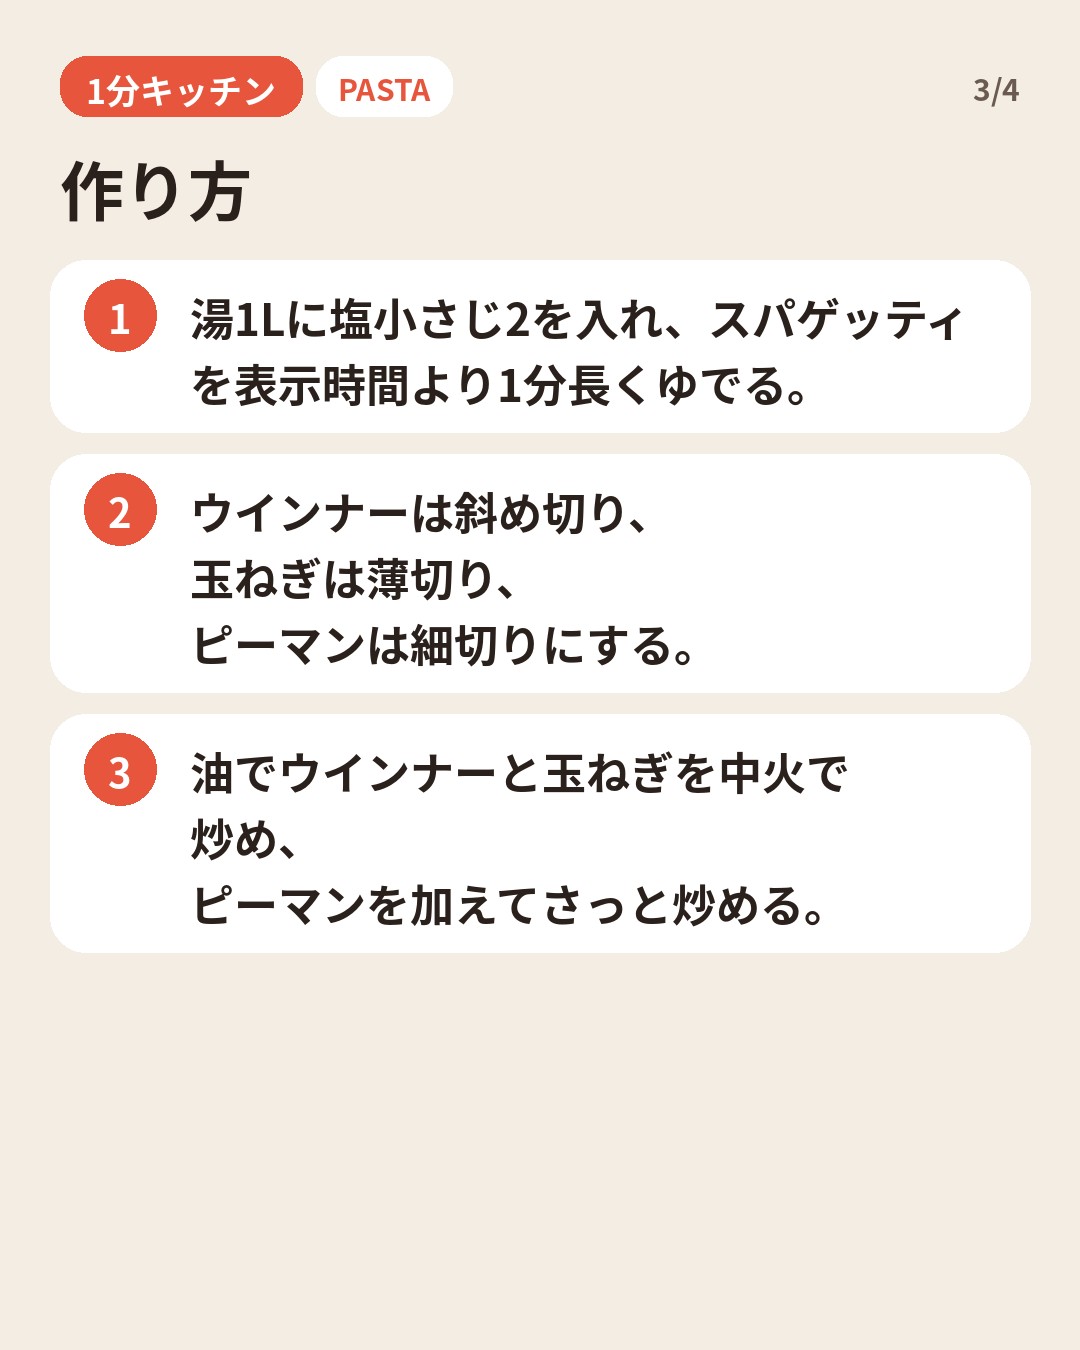 1分キッチン PASTA 3/4
作り方
1 湯1Lに塩小さじ2を入れ、スパゲッティ
を表示時間より1分長くゆでる。
2 ウインナーは斜め切り、
玉ねぎは薄切り、
ピーマンは細切りにする。
3 油でウインナーと玉ねぎを中火で
炒め、
ピーマンを加えてさっと炒める。